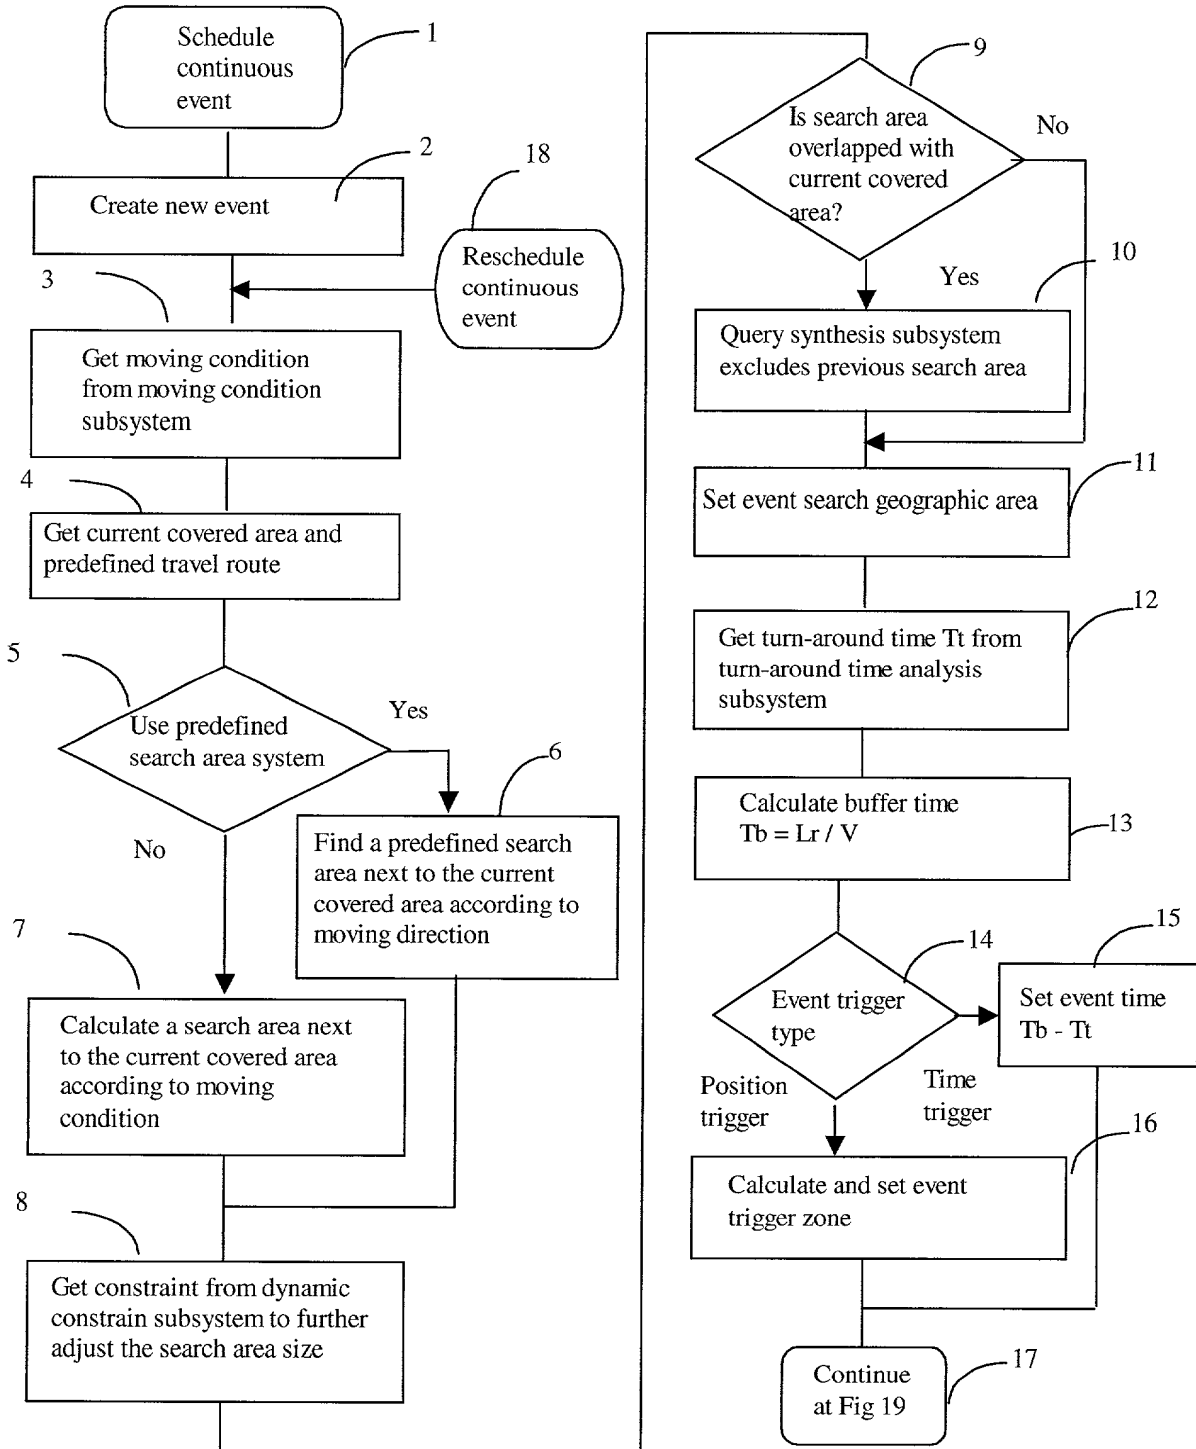 Schedule
continuous
event
1
2
Create new event
18
Reschedule
continuous
event
3
Get moving condition
from moving condition
subsystem
4
Get current covered area and
predefined travel route
5
Use predefined
search area system
Yes
No
6
Find a predefined search
area next to the current
covered area according to
moving direction
7
Calculate a search area next
to the current covered area
according to moving
condition
8
Get constraint from dynamic
constrain subsystem to further
adjust the search area size
9
Is search area
overlapped with
current covered
area?
No
Yes
10
Query synthesis subsystem
excludes previous search area
11
Set event search geographic area
12
Get turn-around time Tt from
turn-around time analysis
subsystem
Calculate buffer time
Tb = Lr / V
13
14
Event trigger
type
15
Set event time
Tb - Tt
Position
trigger
Time
trigger
16
Calculate and set event
trigger zone
17
Continue
at Fig 19